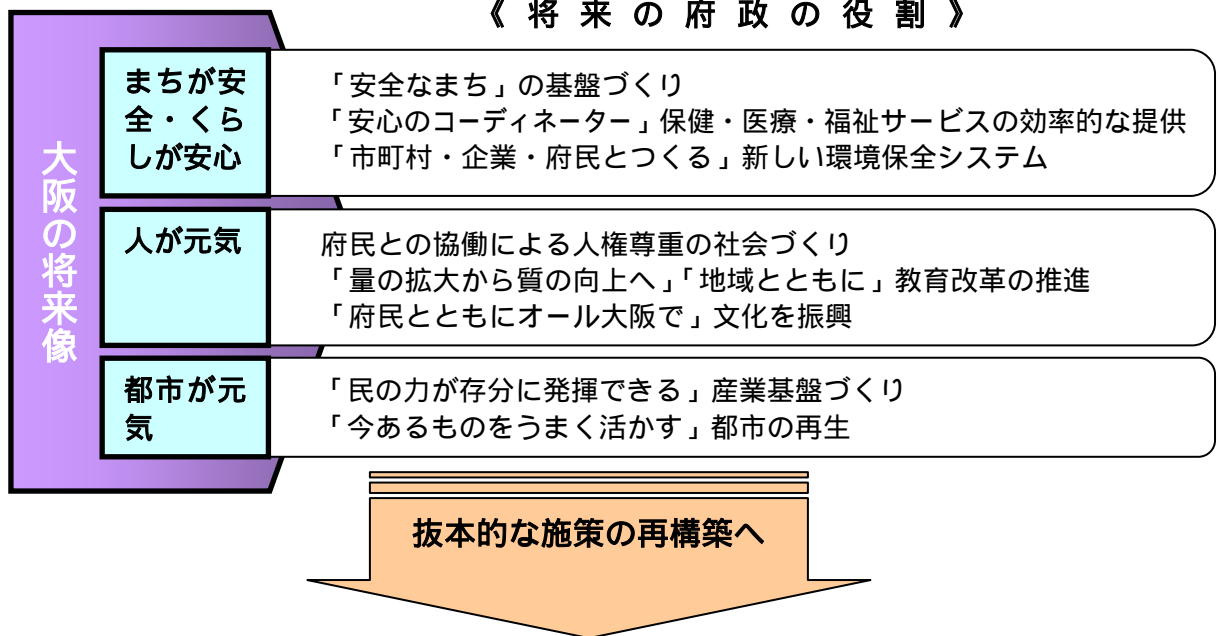 《 将 来 の 府 政 の 役 割 》
大阪の将来像
まちが安
全・くら
しが安心
「安全なまち」の基盤づくり
「安心のコーディネーター」保健・医療・福祉サービスの効率的な提供
「市町村・企業・府民とつくる」新しい環境保全システム
人が元気
府民との協働による人権尊重の社会づくり
「量の拡大から質の向上へ」「地域とともに」教育改革の推進
「府民とともにオール大阪で」文化を振興
都市が元
気
「民の力が存分に発揮できる」産業基盤づくり
「今あるものをうまく活かす」都市の再生
抜本的な施策の再構築へ